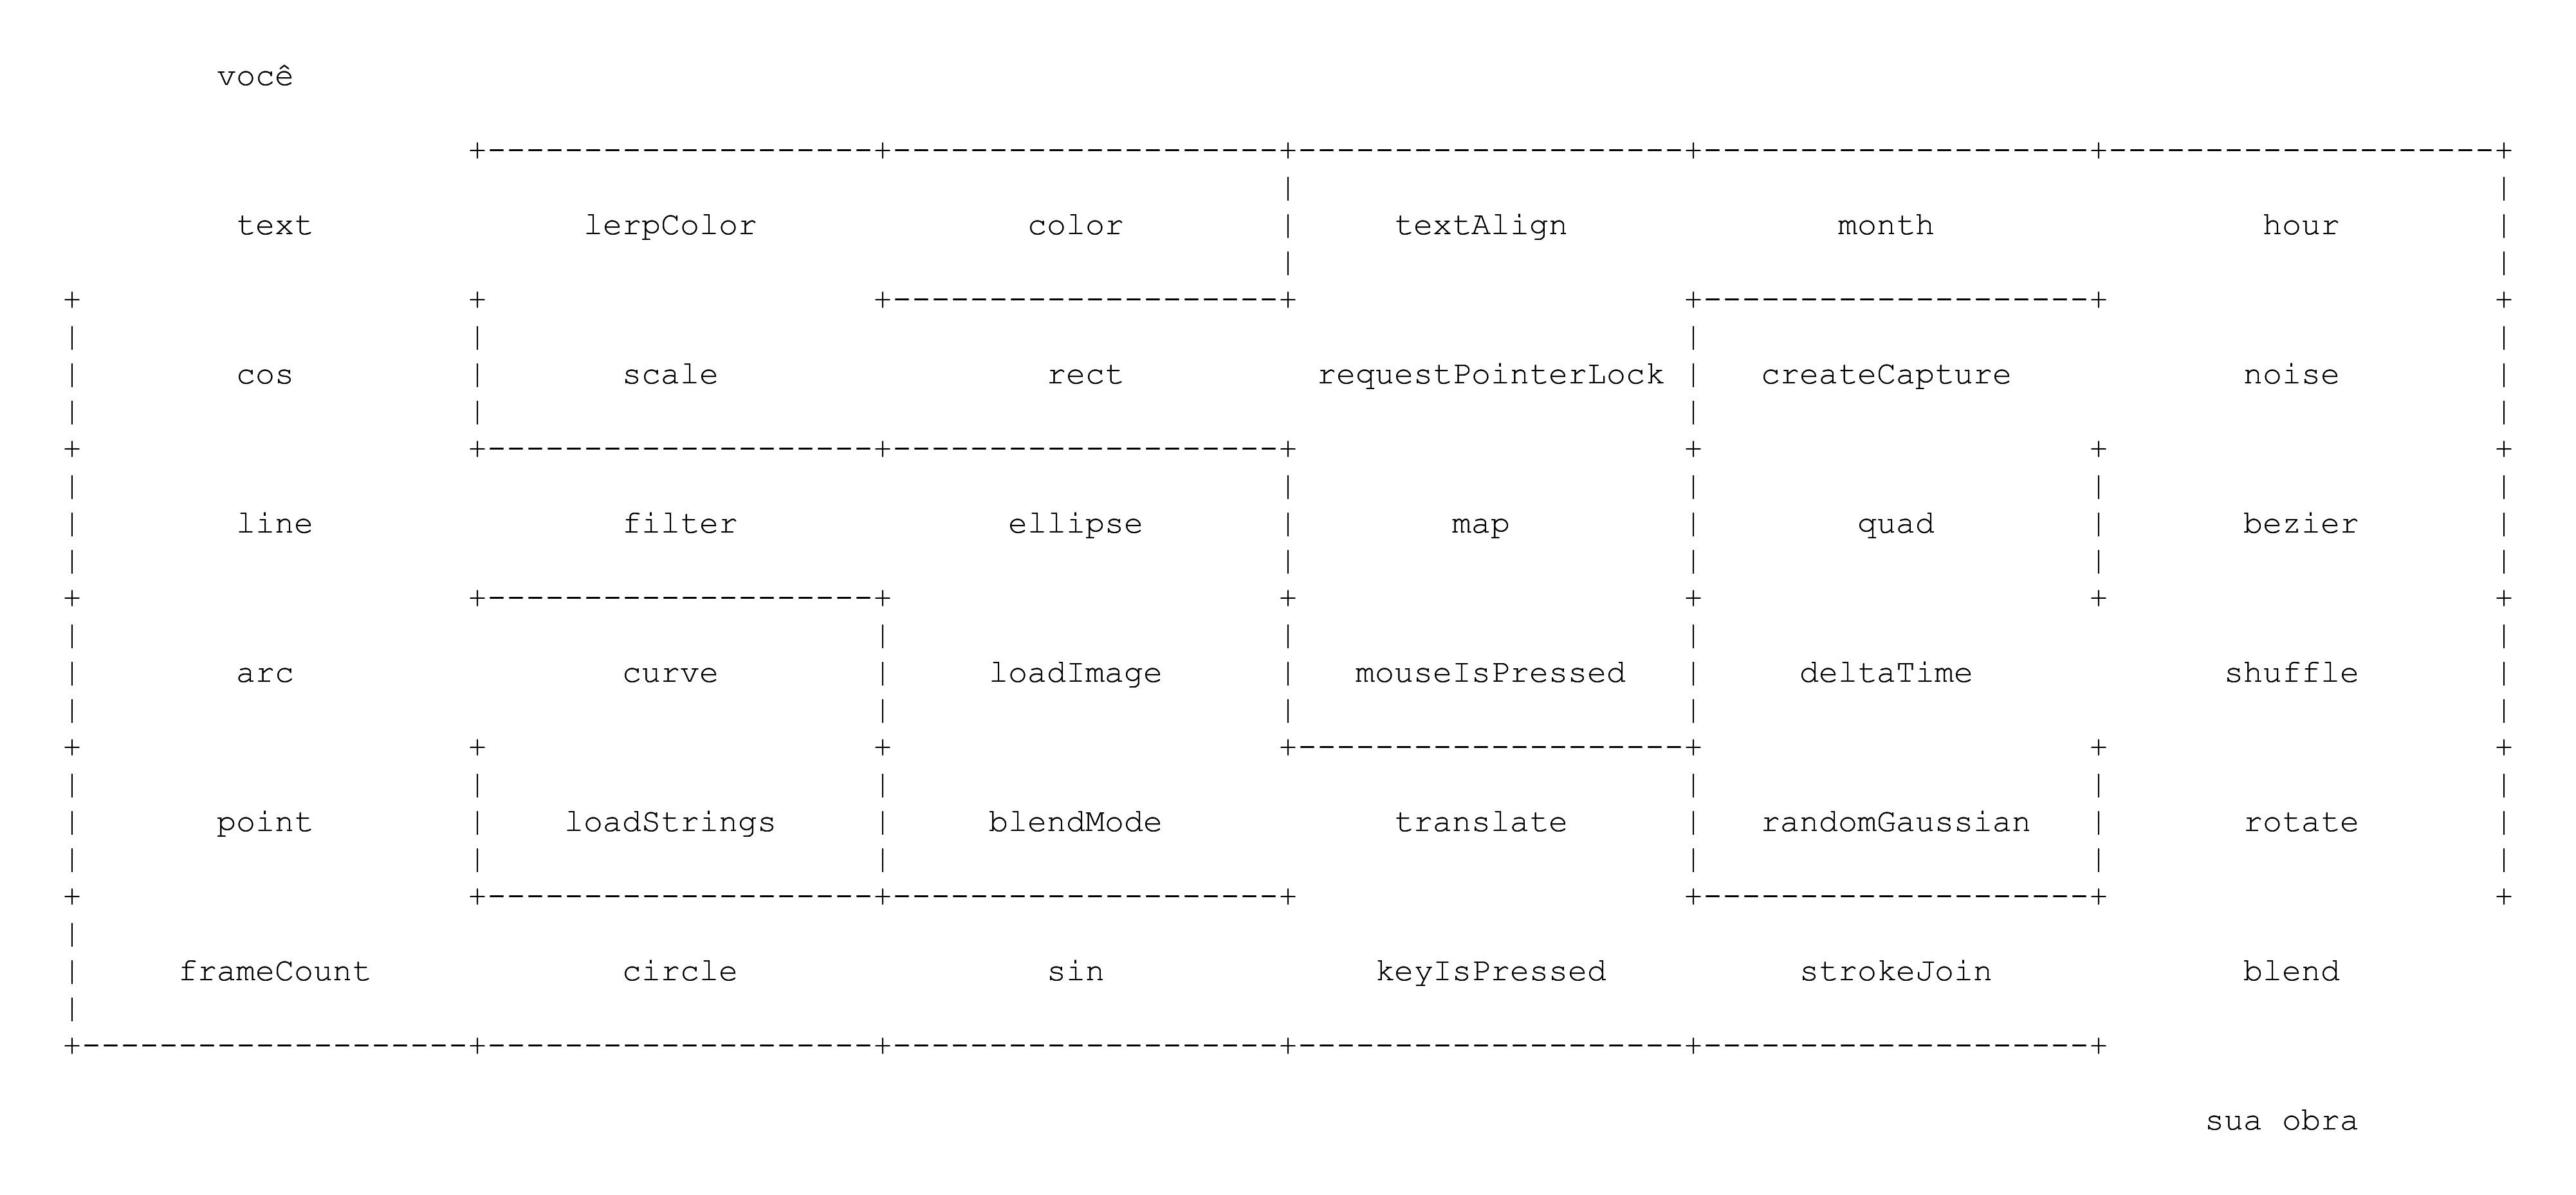 você
text lerpColor color textAlign month hour
cos scale rect requestPointerLock createCapture noise
line filter ellipse map quad bezier
arc curve loadImage mouseIsPressed deltaTime shuffle
point loadStrings blendMode translate randomGaussian rotate
frameCount circle sin keyIsPressed strokeJoin blend
sua obra